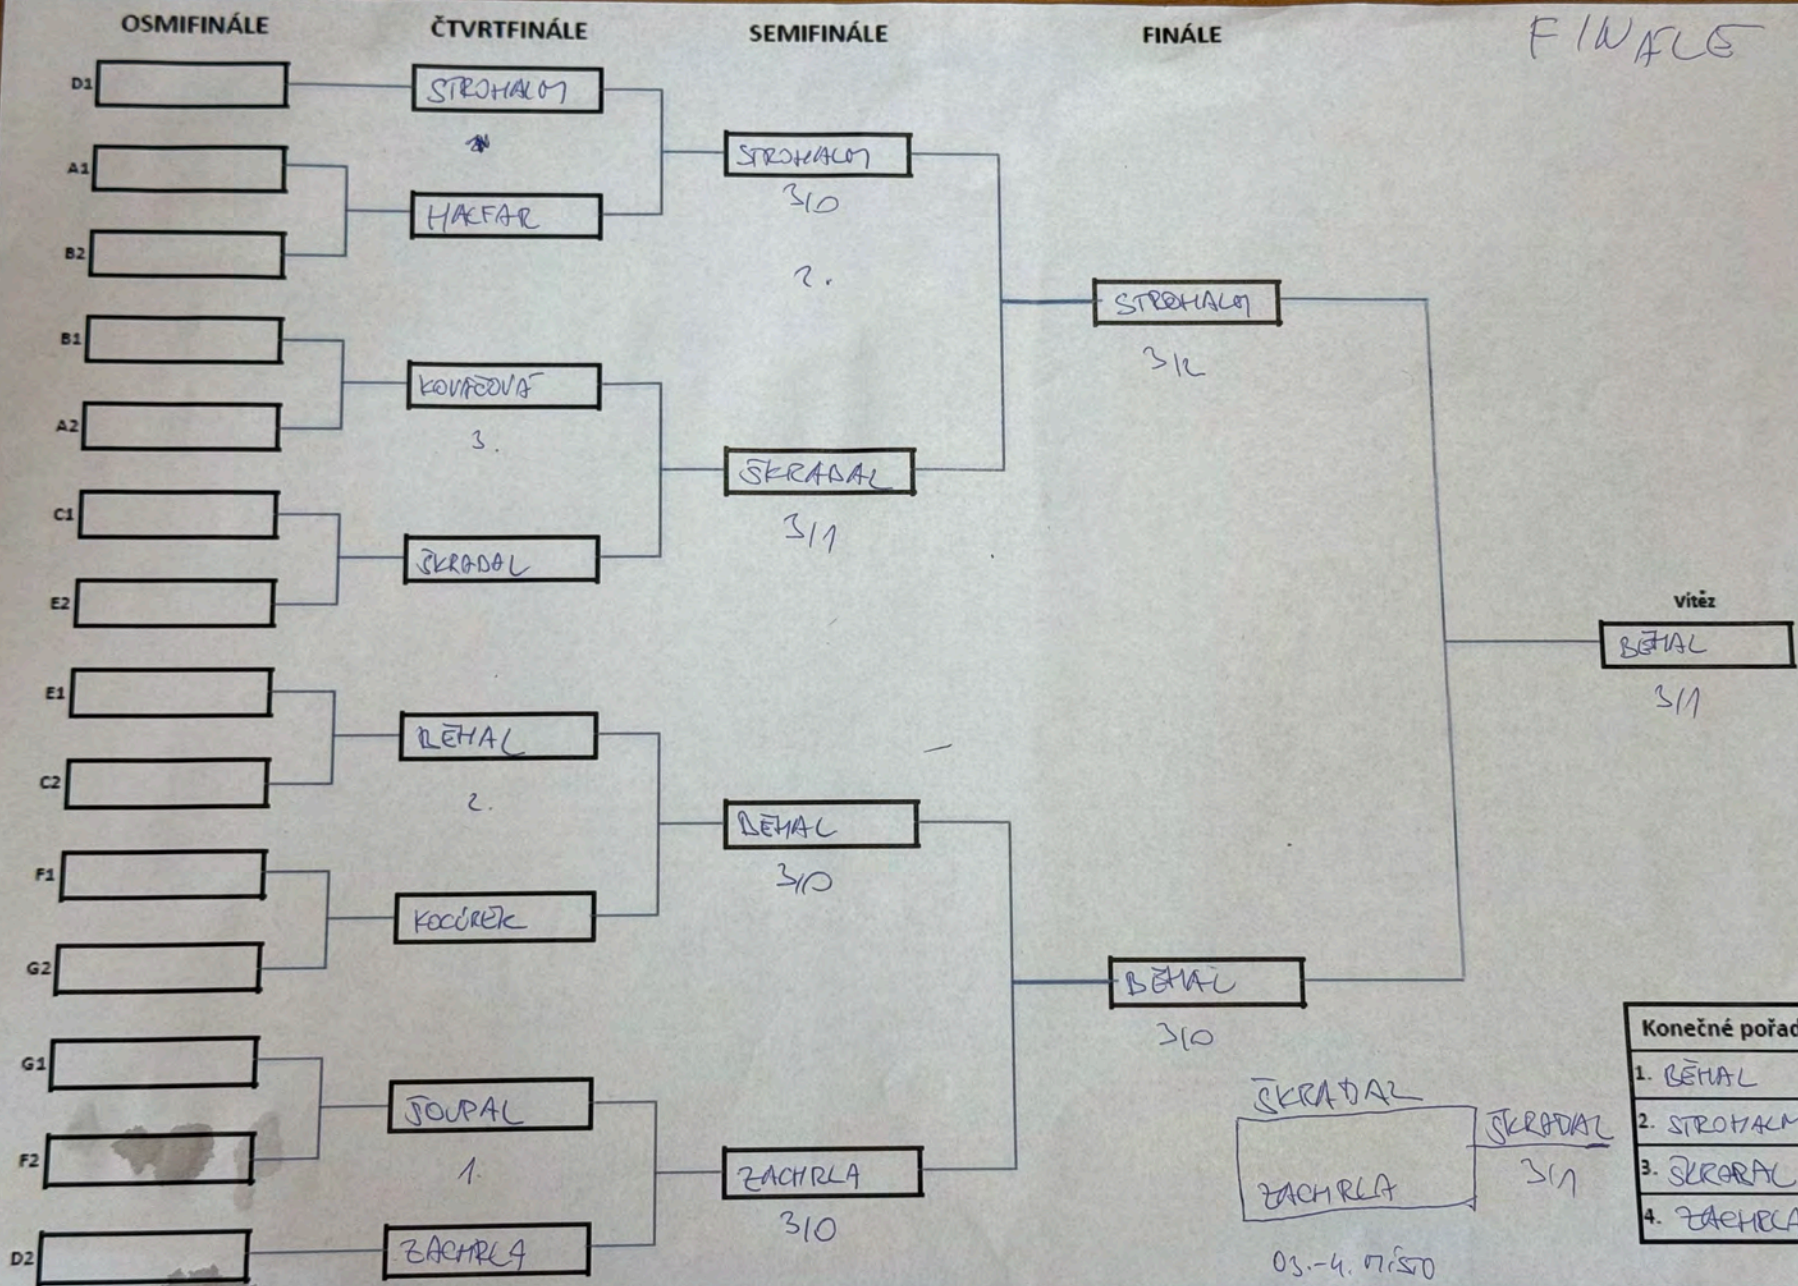 OSMIFINÁLE
ČTVRTFINÁLE
SEMIFINÁLE
FINÁLE
FINALE
D1
A1
B2
B1
A2
C1
E2
E1
C2
F1
G2
G1
F2
D2
STROHALM
HALFAR
KOVÁČOVÁ
3.
ŠKRADAL
BĚHAL
2.
KOCÚREK
ŠOUPAL
1.
ZACHRLA
STROHALM
3/0
2.
ŠKRADAL
3/1
BĚHAL
3/0
ZACHRLA
3/0
STROHALM
3/2
BĚHAL
3/0
Vítěz
BĚHAL
3/1
ŠKRADAL
ZACHRLA
ŠKRADAL
3/1
O 3.-4. MÍSTO
Konečné pořad
1. BĚHAL
2. STROHALM
3. ŠKRADAL
4. ZACHRLA